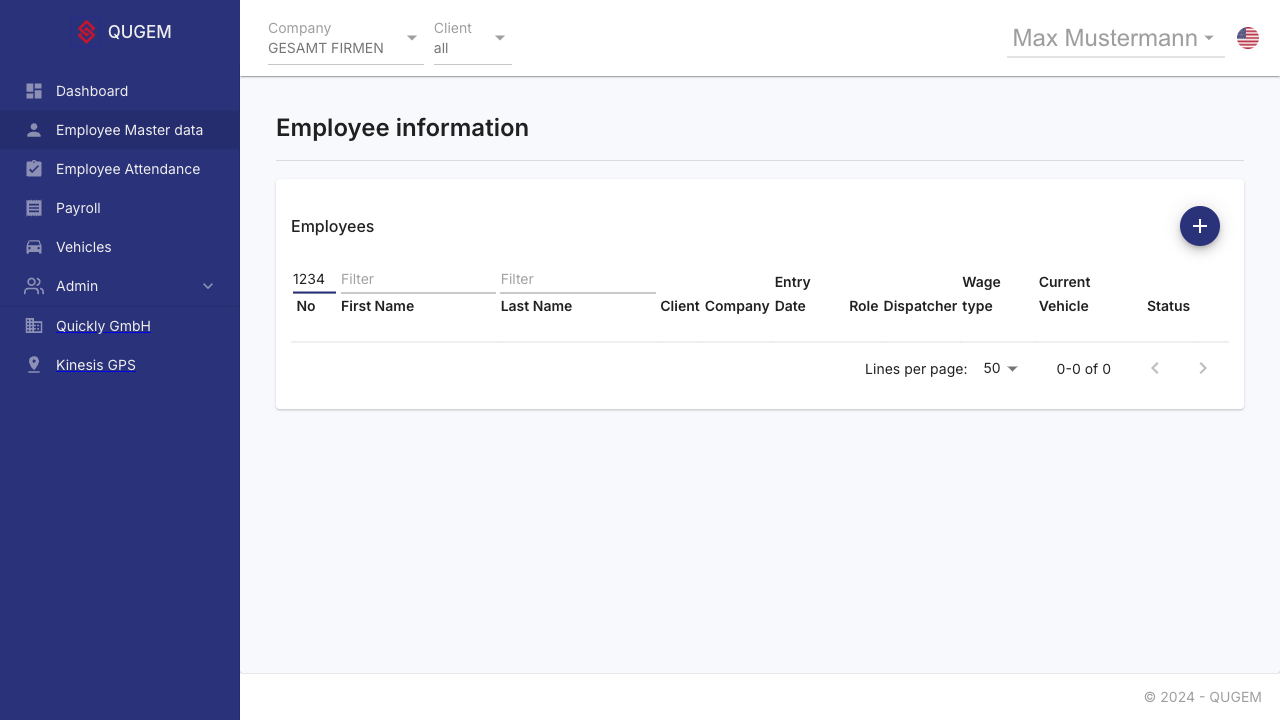 QUGEM
Dashboard
Employee Master data
Employee Attendance
Payroll
Vehicles
Admin
Quickly GmbH
Kinesis GPS
Company
GESAMT FIRMEN
Client
all
Max Mustermann
Employee information
Employees
1234 Filter Filter
No First Name Last Name Client Company Entry Date Role Dispatcher Wage type Current Vehicle Status
Lines per page: 50 0-0 of 0
© 2024 - QUGEM